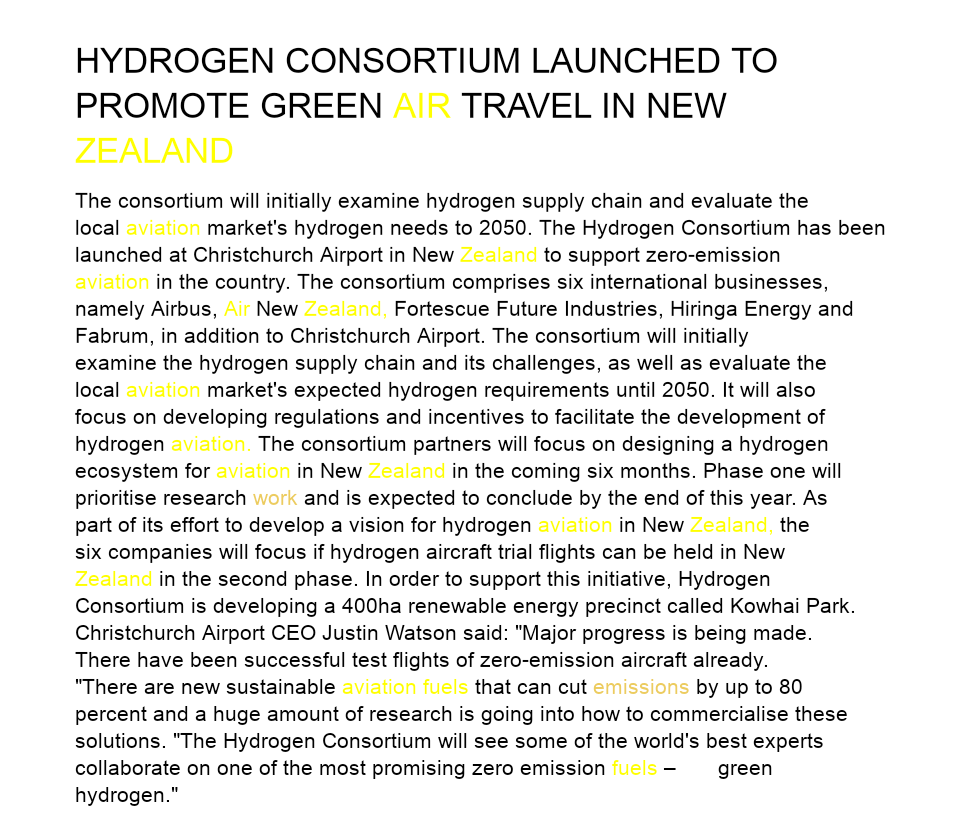 HYDROGEN CONSORTIUM LAUNCHED TO
PROMOTE GREEN AIR TRAVEL IN NEW
ZEALAND
The consortium will initially examine hydrogen supply chain and evaluate the
local aviation market's hydrogen needs to 2050. The Hydrogen Consortium has been
launched at Christchurch Airport in New Zealand to support zero-emission
aviation in the country. The consortium comprises six international businesses,
namely Airbus, Air New Zealand, Fortescue Future Industries, Hiringa Energy and
Fabrum, in addition to Christchurch Airport. The consortium will initially
examine the hydrogen supply chain and its challenges, as well as evaluate the
local aviation market's expected hydrogen requirements until 2050. It will also
focus on developing regulations and incentives to facilitate the development of
hydrogen aviation. The consortium partners will focus on designing a hydrogen
ecosystem for aviation in New Zealand in the coming six months. Phase one will
prioritise research work and is expected to conclude by the end of this year. As
part of its effort to develop a vision for hydrogen aviation in New Zealand, the
six companies will focus if hydrogen aircraft trial flights can be held in New
Zealand in the second phase. In order to support this initiative, Hydrogen
Consortium is developing a 400ha renewable energy precinct called Kowhai Park.
Christchurch Airport CEO Justin Watson said: "Major progress is being made.
There have been successful test flights of zero-emission aircraft already.
"There are new sustainable aviation fuels that can cut emissions by up to 80
percent and a huge amount of research is going into how to commercialise these
solutions. "The Hydrogen Consortium will see some of the world's best experts
collaborate on one of the most promising zero emission fuels – green
hydrogen."